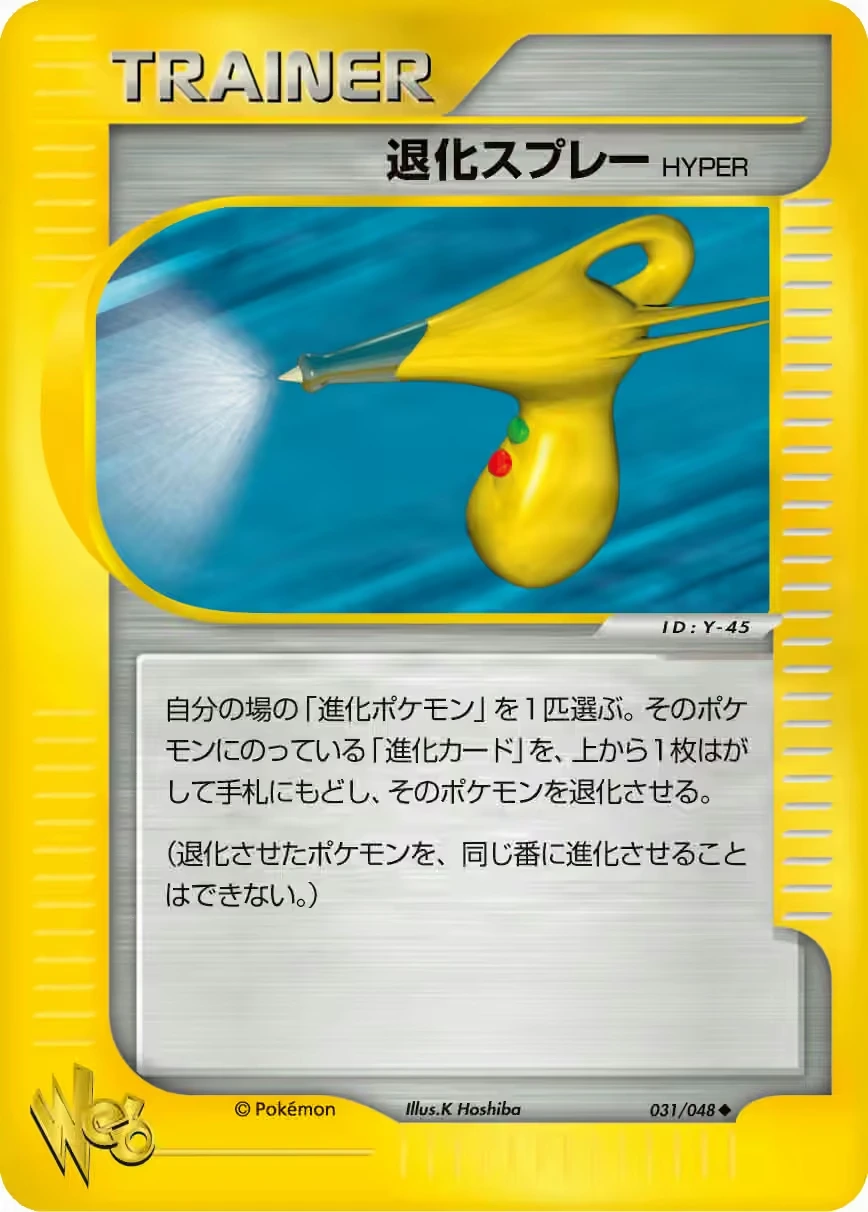 TRAINER
退化スプレー HYPER
ID:Y-45
自分の場の「進化ポケモン」を1匹選ぶ。そのポケ
モンにのっている「進化カード」を、上から1枚はが
して手札にもどし、そのポケモンを退化させる。
(退化させたポケモンを、同じ番に進化させること
はできない。)
Web
© Pokémon Illus.K Hoshiba 031/048◆